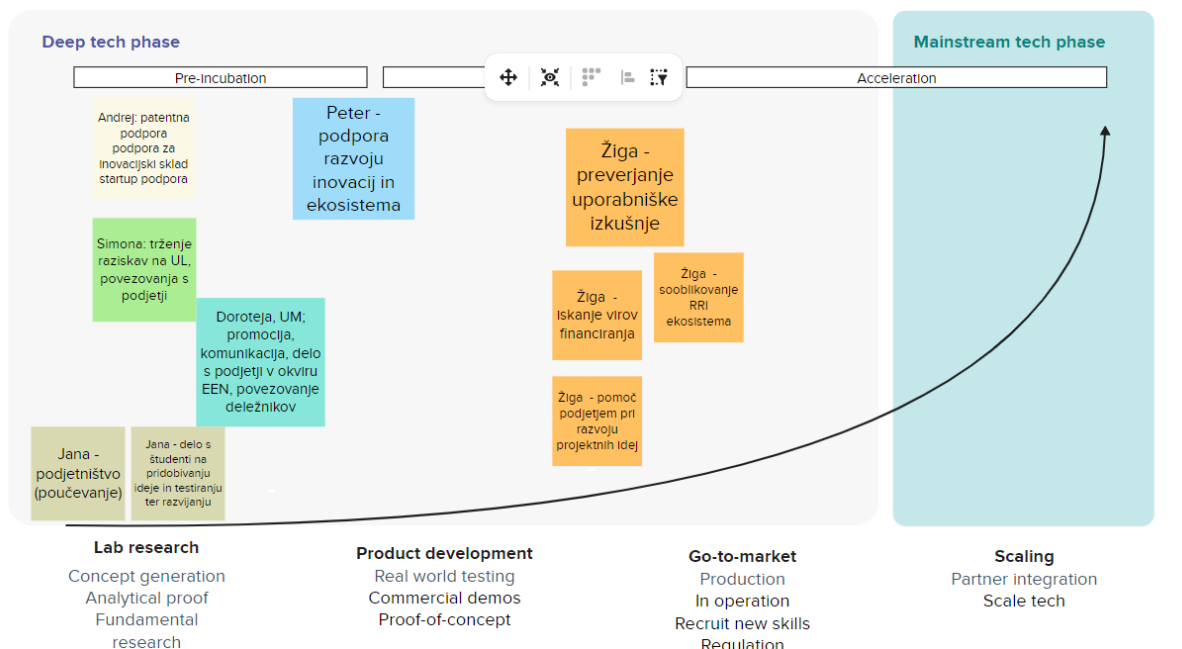 Deep tech phase
Mainstream tech phase
Pre-Incubation
Acceleration
Andrej: patentna
podpora
podpora za
inovacijski sklad
startup podpora
Peter -
podpora
razvoju
inovacij in
ekosistema
Žiga -
preverjanje
uporabniške
izkušnje
Simona: trženje
raziskav na UL,
povezovanja s
podjetji
Žiga -
sooblikovanje
RRI
ekosistema
Žiga -
iskanje virov
financiranja
Doroteja, UM;
promocija,
komunikacija, delo
s podjetji v okviru
EEN, povezovanje
deležnikov
Žiga - pomoč
podjetjem pri
razvoju
projektnih idej
Jana -
podjetništvo
(poučevanje)
Jana - delo s
študenti na
pridobivanju
ideje in testiranju
ter razvijanju
Lab research
Concept generation
Analytical proof
Fundamental
research
Product development
Real world testing
Commercial demos
Proof-of-concept
Go-to-market
Production
In operation
Recruit new skills
Regulation
Scaling
Partner integration
Scale tech